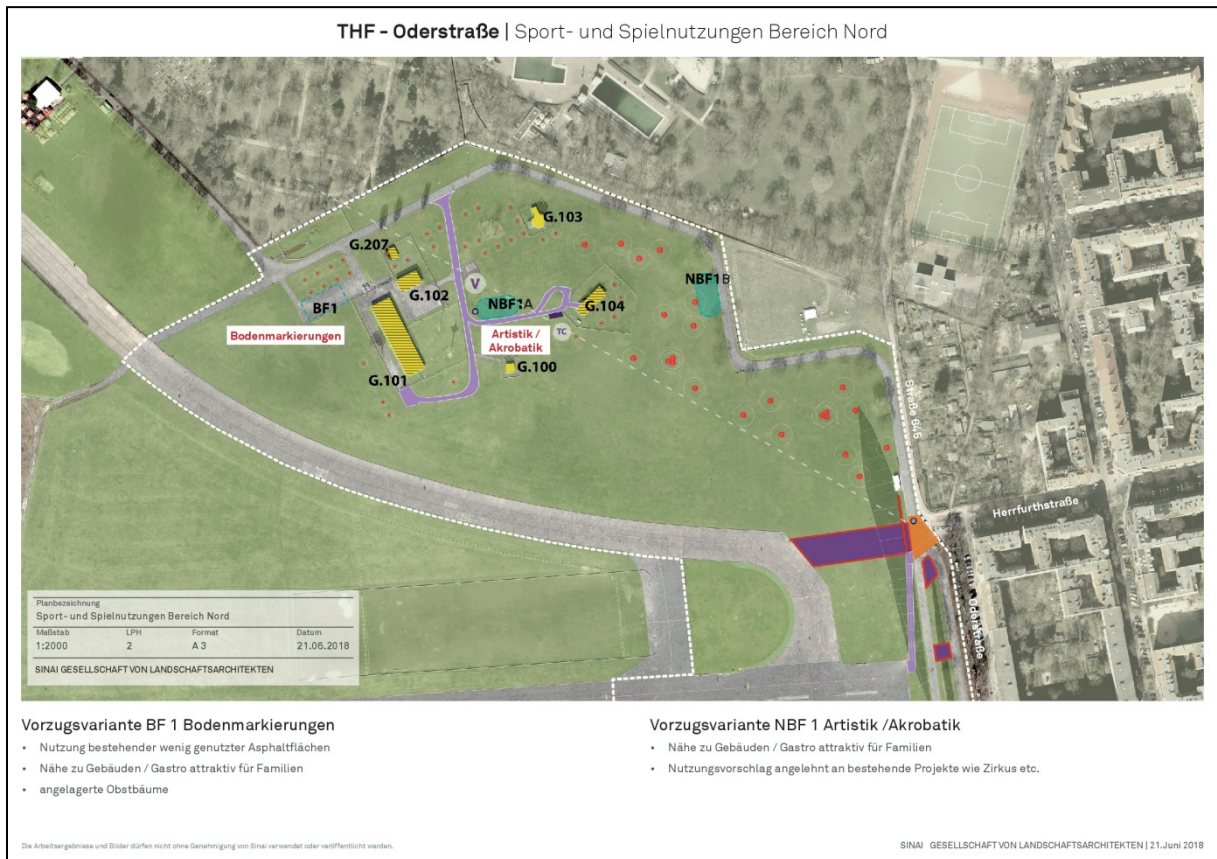 THF - Oderstraße | Sport- und Spielnutzungen Bereich Nord
G.103
G.207
NBF1B
V
G.102
BF1
NBF1A
G.104
Bodenmarkierungen
Artistik /
Akrobatik
TC
G.100
G.101
Straße 645
Herrfurthstraße
Oderstraße
Planbezeichnung
Sport- und Spielnutzungen Bereich Nord
Maßstab LPH Format Datum
1:2000 2 A 3 21.06.2018
SINAI GESELLSCHAFT VON LANDSCHAFTSARCHITEKTEN
Vorzugsvariante BF 1 Bodenmarkierungen
• Nutzung bestehender wenig genutzter Asphaltflächen
• Nähe zu Gebäuden / Gastro attraktiv für Familien
• angelagerte Obstbäume
Vorzugsvariante NBF 1 Artistik /Akrobatik
• Nähe zu Gebäuden / Gastro attraktiv für Familien
• Nutzungsvorschlag angelehnt an bestehende Projekte wie Zirkus etc.
Die Arbeitsergebnisse und Bilder dürfen nicht ohne Genehmigung von Sinai verwendet oder veröffentlicht werden.
SINAI GESELLSCHAFT VON LANDSCHAFTSARCHITEKTEN | 21.Juni 2018